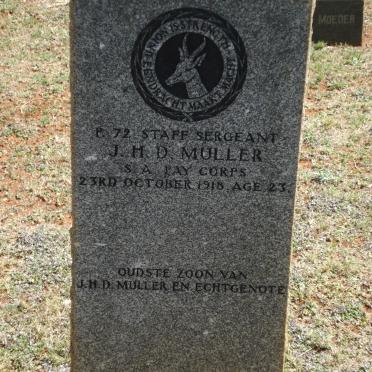 UNION IS STRENGTH
EENDRACHT MAAKT MACHT
P. 72 STAFF SERGEANT
J. H. D. MULLER
S. A. PAY CORPS
23RD OCTOBER 1918 AGE 23
OUDSTE ZOON VAN
J.H.D. MULLER EN ECHTGENOTE
MOEDER